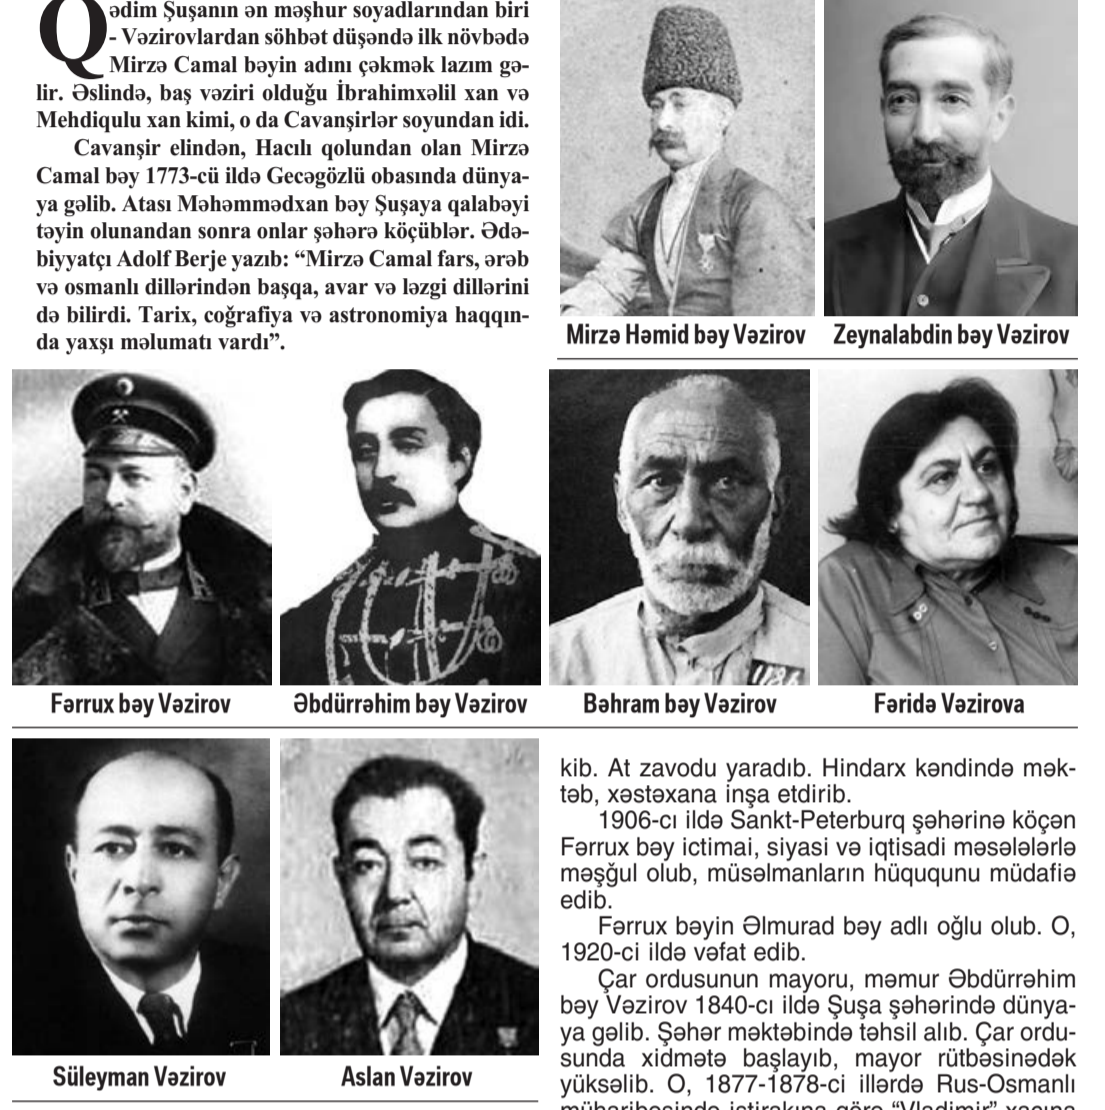 Qədim Şuşanın ən məşhur soyadlarından biri
- Vəzirovlardan söhbət düşəndə ilk növbədə
Mirzə Camal bəyin adını çəkmək lazım gə-
lir. Əslində, baş vəziri olduğu İbrahimxəlil xan və
Mehdiqulu xan kimi, o da Cavanşirlər soyundan idi.
Cavanşir elindən, Hacılı qolundan olan Mirzə
Camal bəy 1773-cü ildə Gecəgözlü obasında dünya-
ya gəlib. Atası Məhəmmədxan bəy Şuşaya qalabəyi
təyin olunandan sonra onlar şəhərə köçüblər. Ədə-
biyyatçı Adolf Berje yazıb: “Mirzə Camal fars, ərəb
və osmanlı dillərindən başqa, avar və ləzgi dillərini
də bilirdi. Tarix, coğrafiya və astronomiya haqqın-
da yaxşı məlumatı vardı”.
Mirzə Həmid bəy Vəzirov
Zeynalabdin bəy Vəzirov
Fərrux bəy Vəzirov
Əbdürrəhim bəy Vəzirov
Bəhram bəy Vəzirov
Fəridə Vəzirova
Süleyman Vəzirov
Aslan Vəzirov
kib. At zavodu yaradıb. Hindarx kəndində mək-
təb, xəstəxana inşa etdirib.
1906-cı ildə Sankt-Peterburq şəhərinə köçən
Fərrux bəy ictimai, siyasi və iqtisadi məsələlərlə
məşğul olub, müsəlmanların hüququnu müdafiə
edib.
Fərrux bəyin Əlmurad bəy adlı oğlu olub. O,
1920-ci ildə vəfat edib.
Çar ordusunun mayoru, məmur Əbdürrəhim
bəy Vəzirov 1840-cı ildə Şuşa şəhərində dünya-
ya gəlib. Şəhər məktəbində təhsil alıb. Çar ordu-
sunda xidmətə başlayıb, mayor rütbəsinədək
yüksəlib. O, 1877-1878-ci illərdə Rus-Osmanlı
müharibəsində iştirakına görə “Vladimir” xaçına